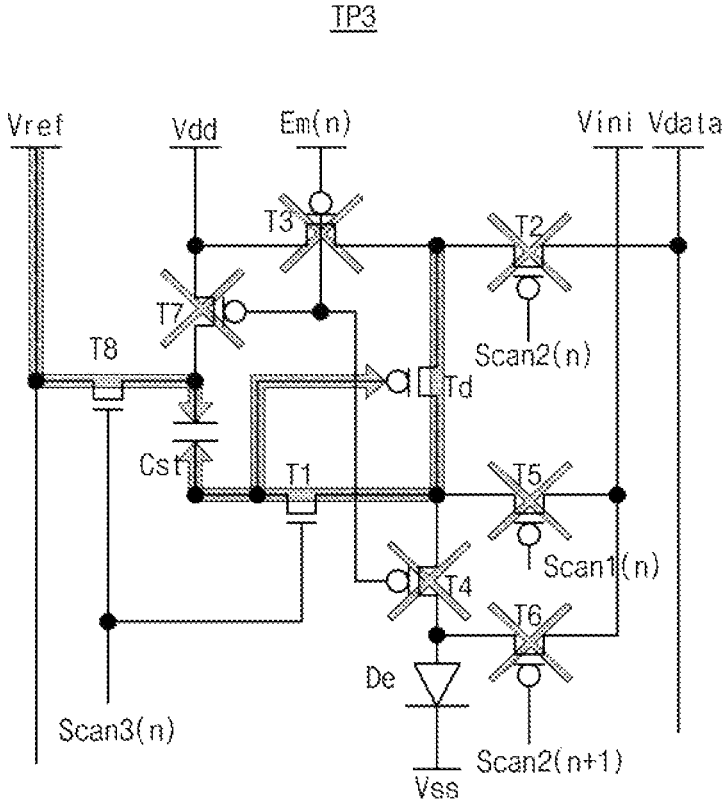 TP3
Vref
Vdd
Em(n)
Vini
Vdata
T3
T2
T7
Scan2(n)
T8
Td
Cst
T1
T5
Scan1(n)
T4
T6
De
Scan3(n)
Scan2(n+1)
Vss